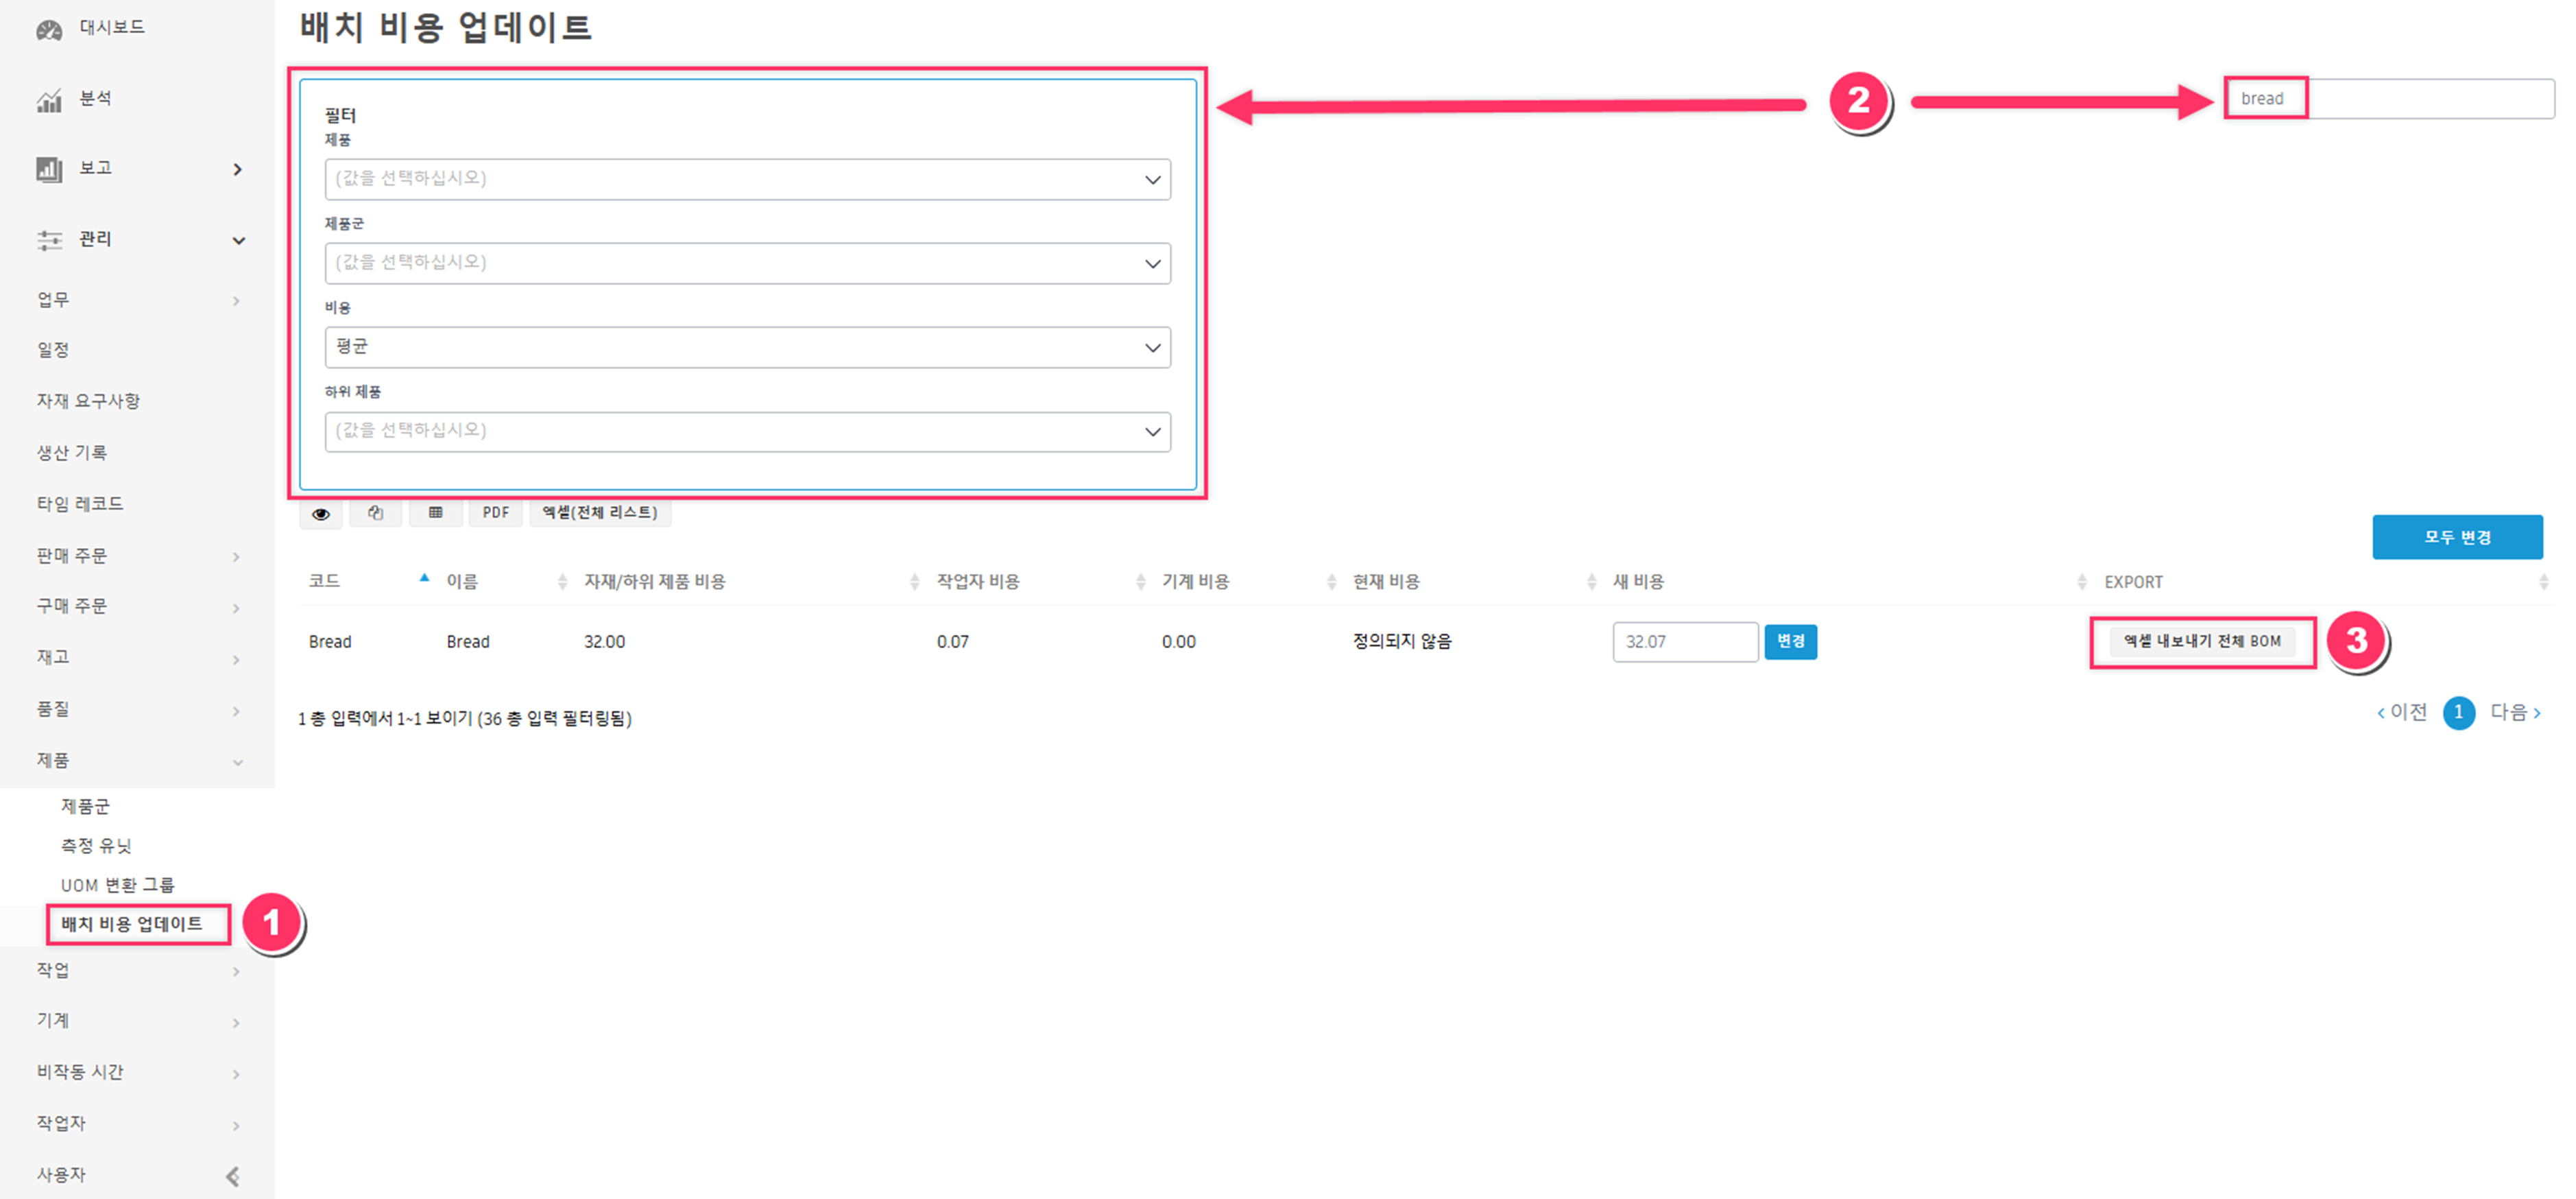 대시보드
분석
보고
관리
업무
일정
자재 요구사항
생산 기록
타임 레코드
판매 주문
구매 주문
재고
품질
제품
제품군
측정 유닛
UOM 변환 그룹
배치 비용 업데이트
1
작업
기계
비작동 시간
작업자
사용자
배치 비용 업데이트
필터
제품
(값을 선택하십시오)
제품군
(값을 선택하십시오)
비용
평균
하위 제품
(값을 선택하십시오)
2
bread
PDF 엑셀(전체 리스트)
모두 변경
코드 이름 자재/하위 제품 비용 작업자 비용 기계 비용 현재 비용 새 비용 EXPORT
Bread Bread 32.00 0.07 0.00 정의되지 않음 32.07 변경 엑셀 내보내기 전체 BOM 3
1 총 입력에서 1~1 보이기 (36 총 입력 필터링됨)
이전 1 다음